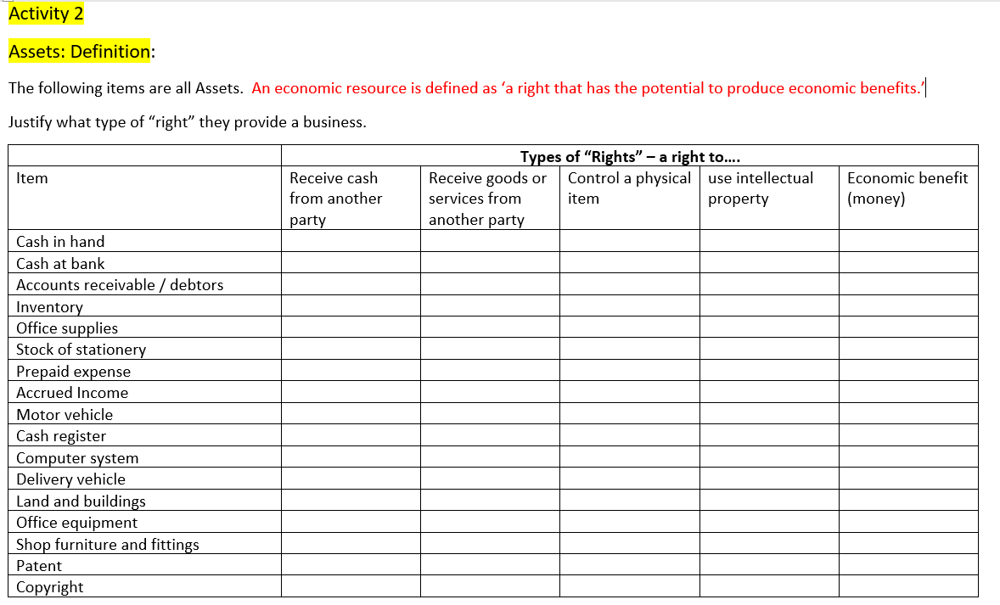 Activity 2
Assets: Definition:
The following items are all Assets.  An economic resource is defined as ‘a right that has the potential to produce economic benefits.’
Justify what type of “right” they provide a business.
Types of “Rights” – a right to….
Item
Receive cash from another party
Receive goods or services from another party
Control a physical item
use intellectual property
Economic benefit (money)
Cash in hand
Cash at bank
Accounts receivable / debtors
Inventory
Office supplies
Stock of stationery
Prepaid expense
Accrued Income
Motor vehicle
Cash register
Computer system
Delivery vehicle
Land and buildings
Office equipment
Shop furniture and fittings
Patent
Copyright